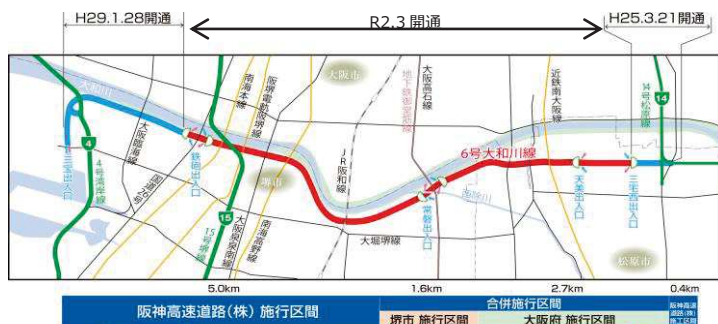 H29.1.28開通
R2.3 開通
H25.3.21開通
大和川
大阪市
南海本線
阪堺電軌阪堺線
大阪臨海線
国道26号
4
4号湾岸線
三宝出入口
鉄砲出入口
堺市
15
15号堺線
大阪泉南線
南海高野線
JR阪和線
地下鉄御堂筋線
大阪高石線
近鉄南大阪線
6号大和川線
14号松原線
14
常磐出入口
大堀堺線
天美出入口
三宅西出入口
松原市
5.0km
1.6km
2.7km
0.4km
阪神高速道路(株) 施行区間
合併施行区間
堺市 施行区間
大阪府 施行区間
阪神高速
道路(株)
施工区間